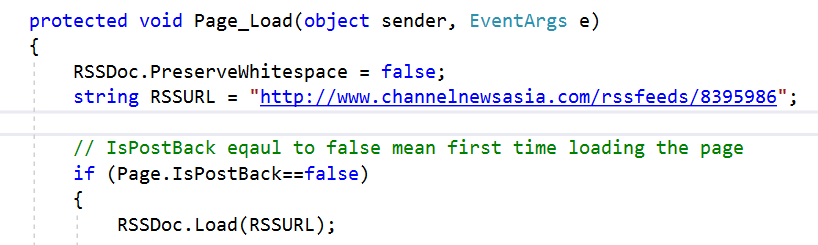 protected void Page_Load(object sender, EventArgs e)
{
RSSDoc.PreserveWhitespace = false;
string RSSURL = "http://www.channelnewsasia.com/rssfeeds/8395986";
// IsPostBack eqaul to false mean first time loading the page
if (Page.IsPostBack==false)
{
RSSDoc.Load(RSSURL);